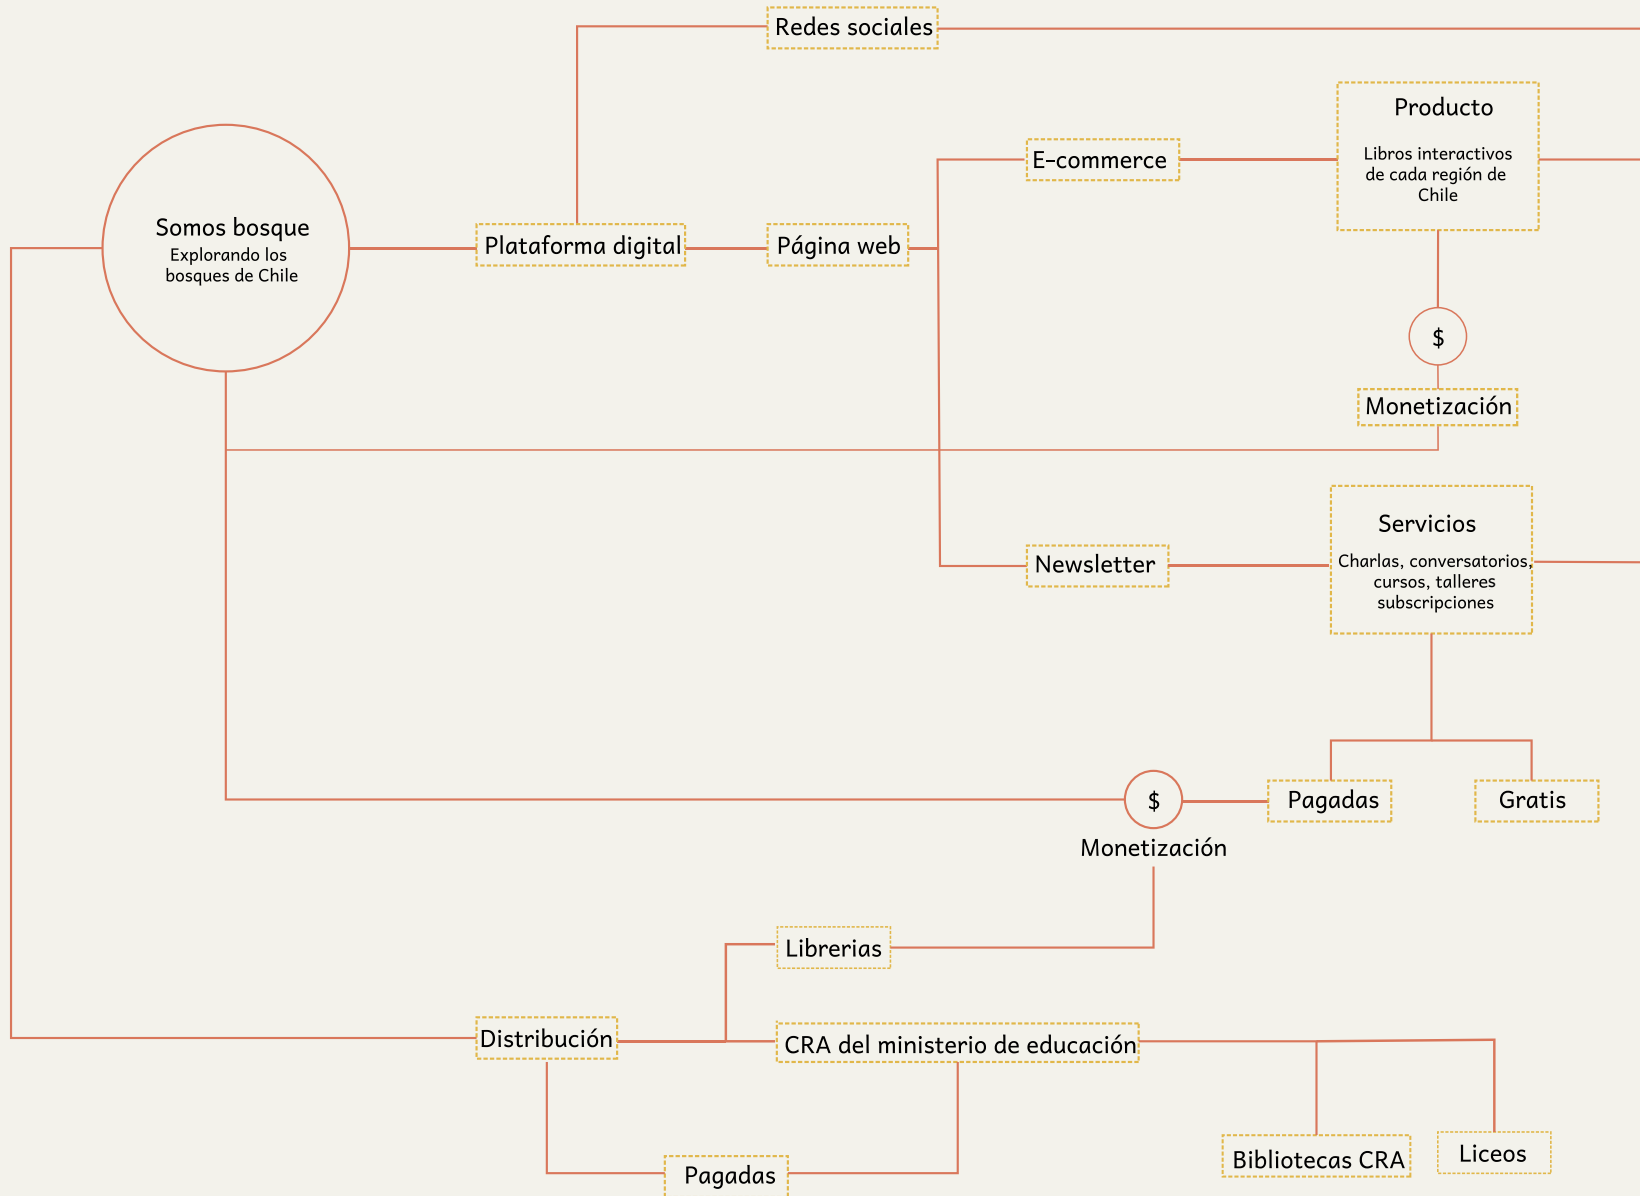 Redes sociales
Producto
Libros interactivos
de cada región de
Chile
E-commerce
Somos bosque
Explorando los
bosques de Chile
Plataforma digital
Página web
$
Monetización
Servicios
Charlas, conversatorios,
cursos, talleres
subscripciones
Newsletter
$
Monetización
Pagadas
Gratis
Librerias
Distribución
CRA del ministerio de educación
Pagadas
Bibliotecas CRA
Liceos